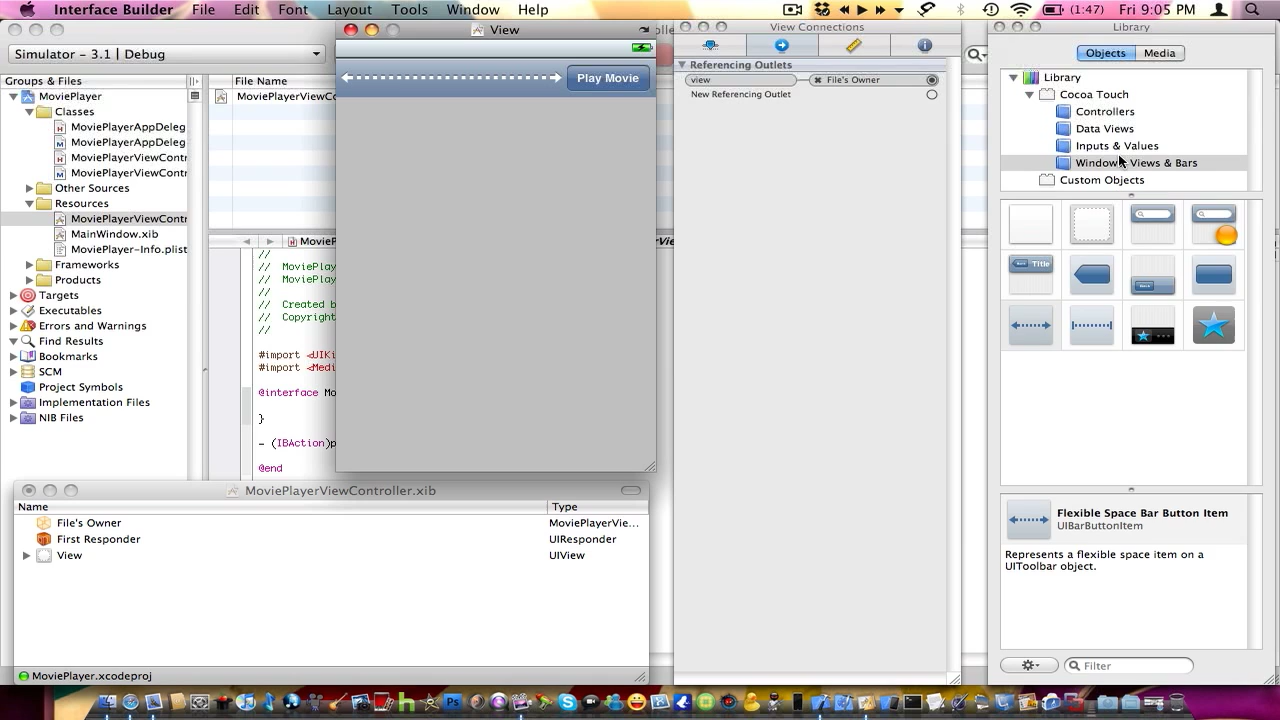 Interface Builder File Edit Font Layout Tools Window Help (1:47) Fri 9:05 PM
Simulator - 3.1 | Debug
Groups & Files
File Name
MoviePlayer
MoviePlayerViewCo
Classes
MoviePlayerAppDeleg
MoviePlayerAppDeleg
MoviePlayerViewContr
MoviePlayerViewContr
Other Sources
Resources
MoviePlayerViewContr
MainWindow.xib
MoviePlayer-Info.plist
Frameworks
Products
Targets
Executables
Errors and Warnings
Find Results
Bookmarks
SCM
Project Symbols
Implementation Files
NIB Files
MovieP
//
// MoviePlay
// MoviePlay
//
// Created b
// Copyright
//
#import <UIKi
#import <Medi
@interface Mo
}
- (IBAction)p
@end
View
Play Movie
MoviePlayerViewController.xib
Name Type
File's Owner MoviePlayerVie...
First Responder UIResponder
View UIView
MoviePlayer.xcodeproj
View Connections
Referencing Outlets
view File's Owner
New Referencing Outlet
Library
Objects Media
Library
Cocoa Touch
Controllers
Data Views
Inputs & Values
Window Views & Bars
Custom Objects
Title
Flexible Space Bar Button Item
UIBarButtonItem
Represents a flexible space item on a
UIToolbar object.
Filter